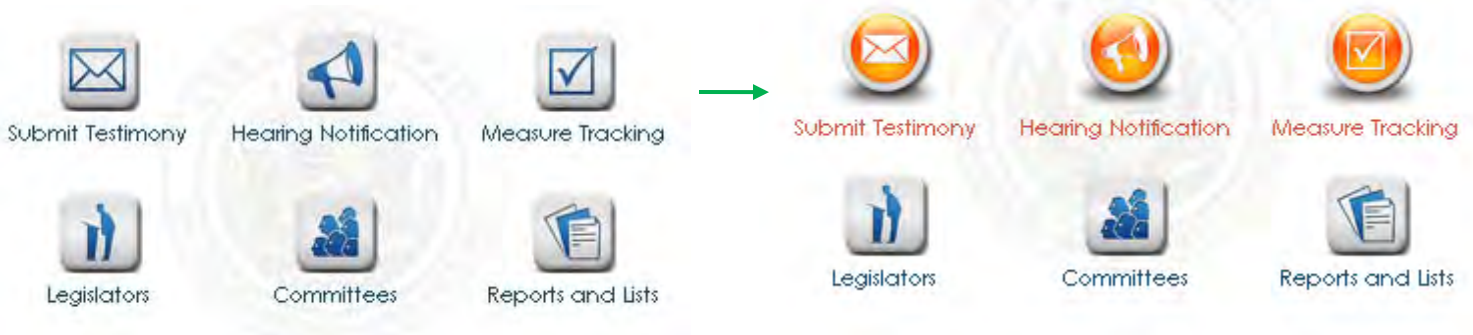 Submit Testimony Hearing Notification Measure Tracking
Legislators Committees Reports and Lists
Submit Testimony Hearing Notification Measure Tracking
Legislators Committees Reports and Lists